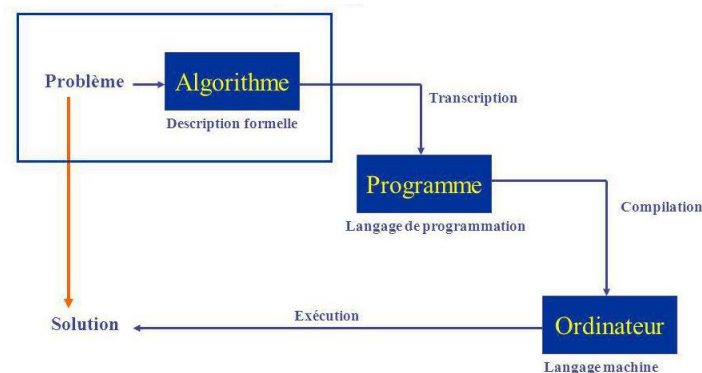 Problème
Algorithme
Description formelle
Transcription
Programme
Langage de programmation
Compilation
Ordinateur
Langage machine
Exécution
Solution